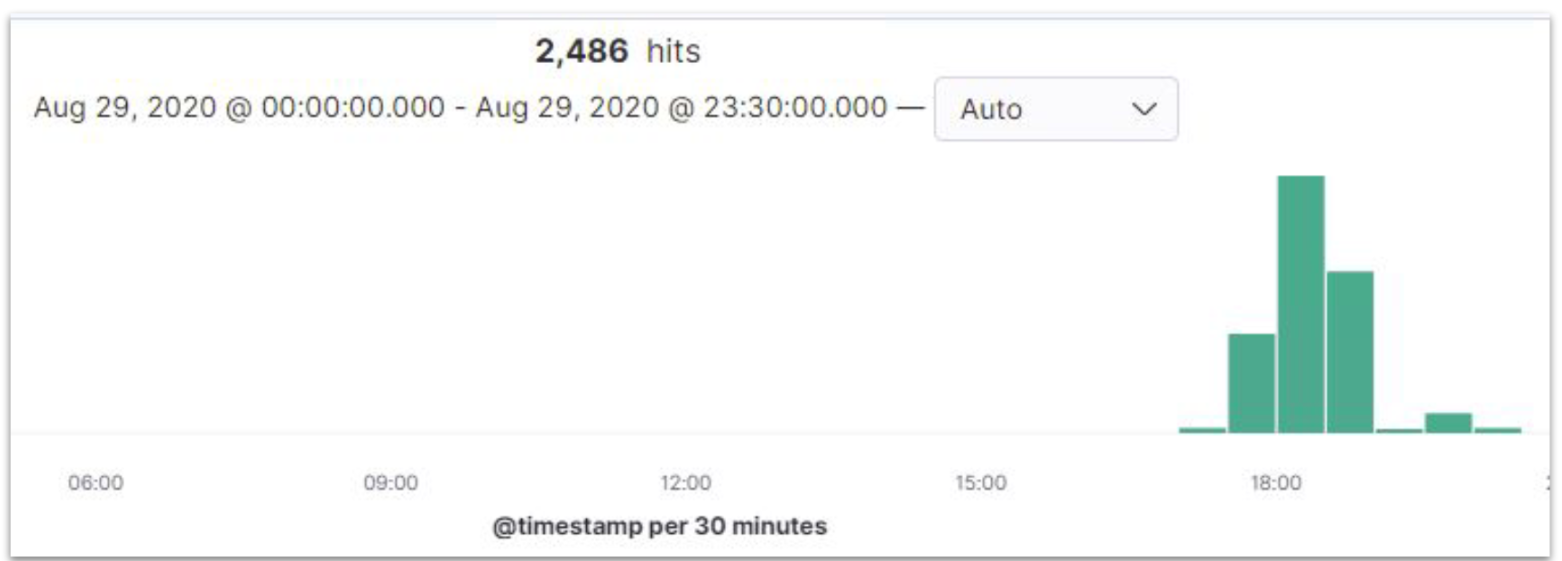 2,486 hits
Aug 29, 2020 @ 00:00:00.000 - Aug 29, 2020 @ 23:30:00.000 — Auto
06:00 09:00 12:00 15:00 18:00
@timestamp per 30 minutes